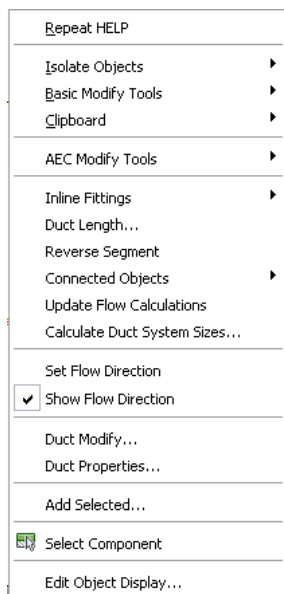 Repeat HELP
Isolate Objects
Basic Modify Tools
Clipboard
AEC Modify Tools
Inline Fittings
Duct Length...
Reverse Segment
Connected Objects
Update Flow Calculations
Calculate Duct System Sizes...
Set Flow Direction
Show Flow Direction
Duct Modify...
Duct Properties...
Add Selected...
Select Component
Edit Object Display...